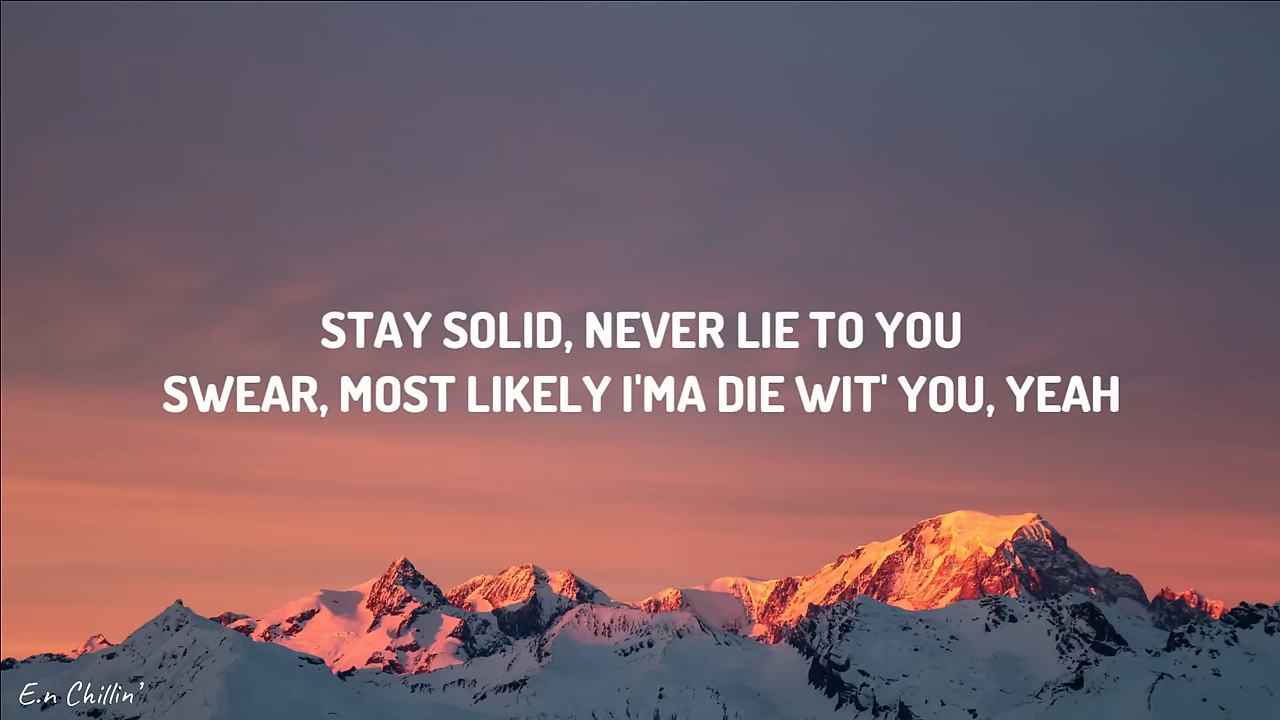 STAY SOLID, NEVER LIE TO YOU
SWEAR, MOST LIKELY I'MA DIE WIT' YOU, YEAH
E.n Chillin'